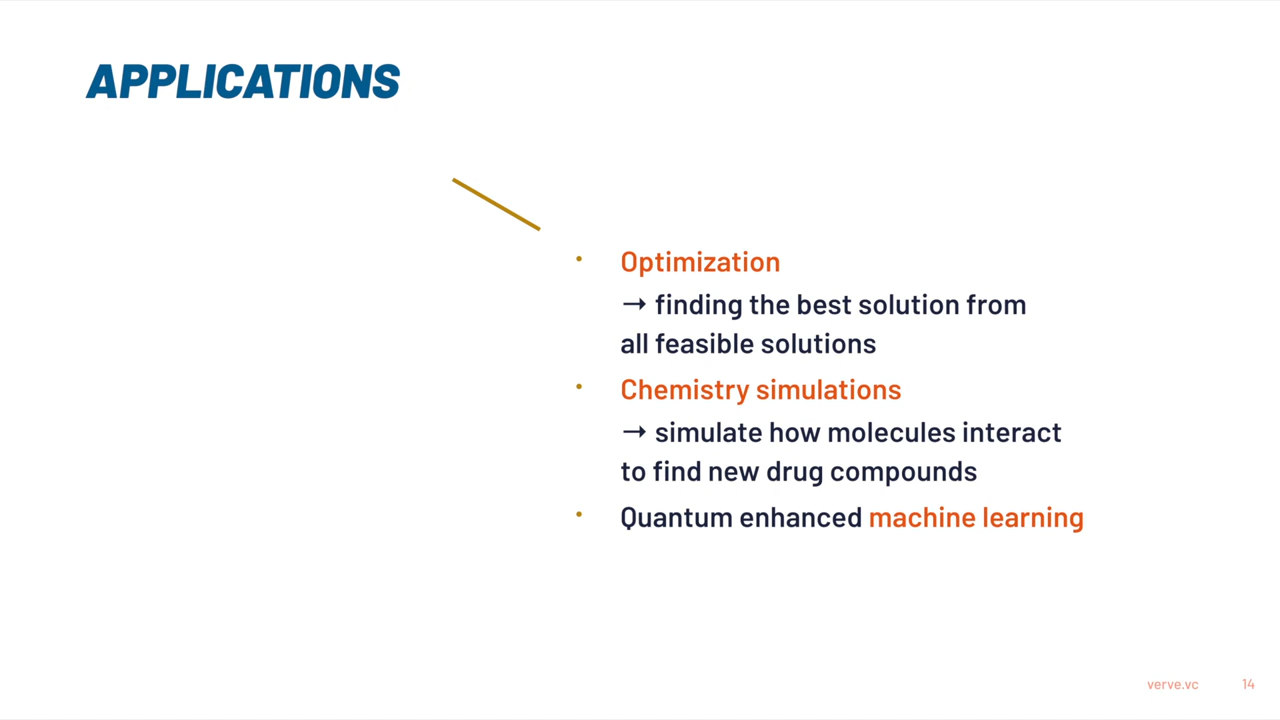 APPLICATIONS
• Optimization
→ finding the best solution from
all feasible solutions
• Chemistry simulations
→ simulate how molecules interact
to find new drug compounds
• Quantum enhanced machine learning
verve.vc 14